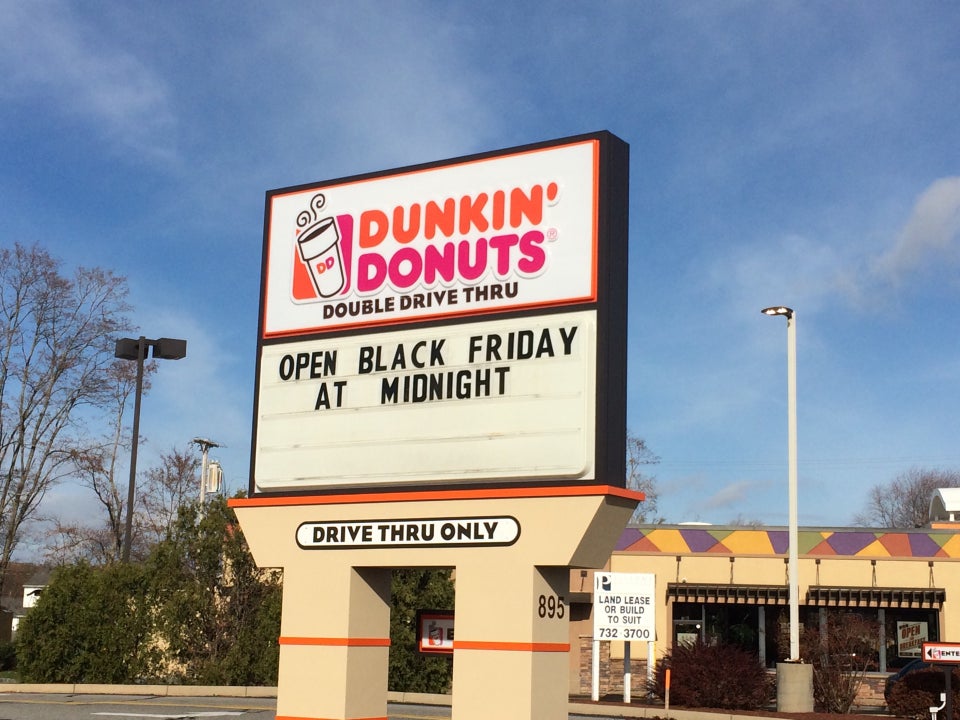 DD
DUNKIN'
DONUTS®
DOUBLE DRIVE THRU
OPEN BLACK FRIDAY
AT MIDNIGHT
DRIVE THRU ONLY
895
P
LAND LEASE
OR BUILD
TO SUIT
732-3700
OPEN
ENTE